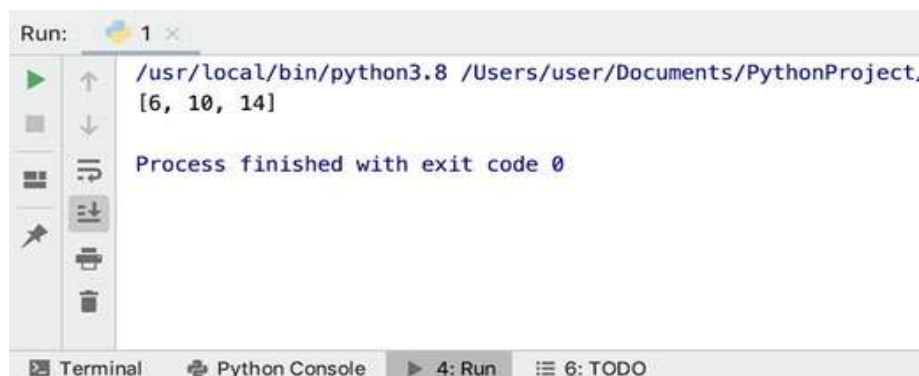 Run: 1
/usr/local/bin/python3.8 /Users/user/Documents/PythonProject/
[6, 10, 14]
Process finished with exit code 0
Terminal Python Console 4: Run 6: TODO